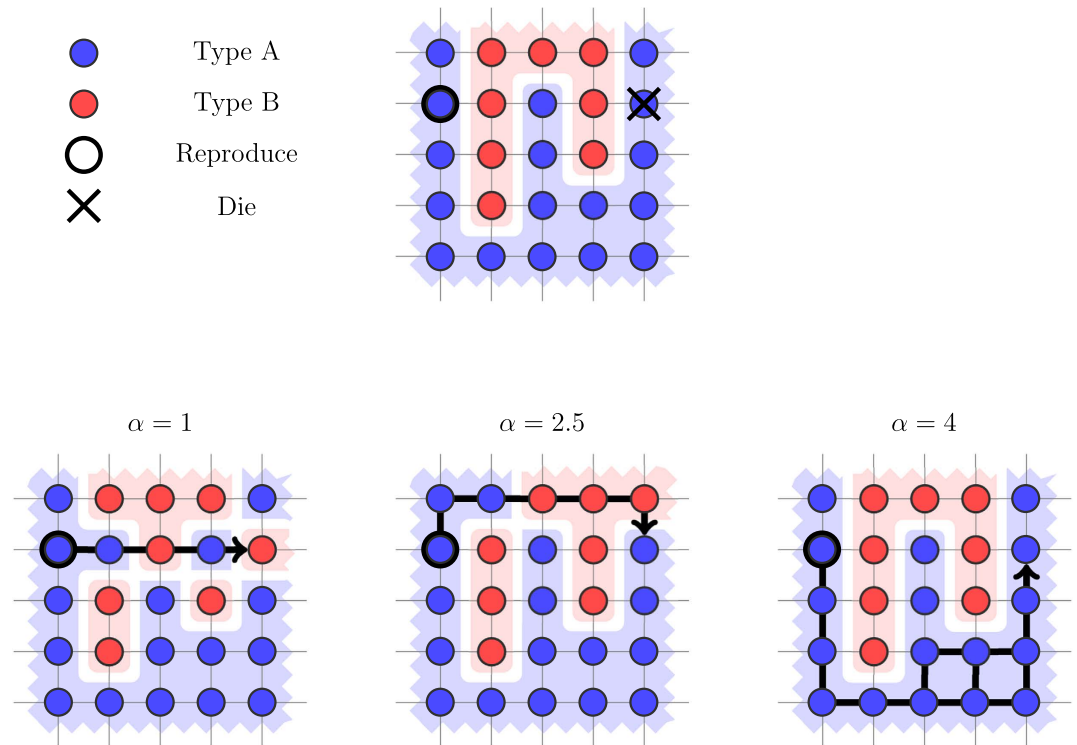 Type A
Type B
Reproduce
Die
α = 1
α = 2.5
α = 4